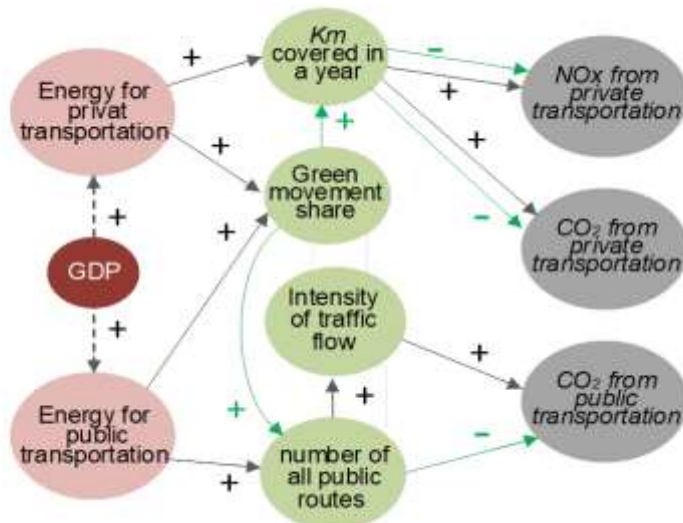 Km
covered in
a year
NOx from
private
transportation
Energy for
privat
transportation
Green
movement
share
CO₂ from
private
transportation
GDP
Intensity
of traffic
flow
CO₂ from
public
transportation
Energy for
public
transportation
number of
all public
routes
+
+
+
+
+
+
+
+
+
+
+
+
+
−
−
−